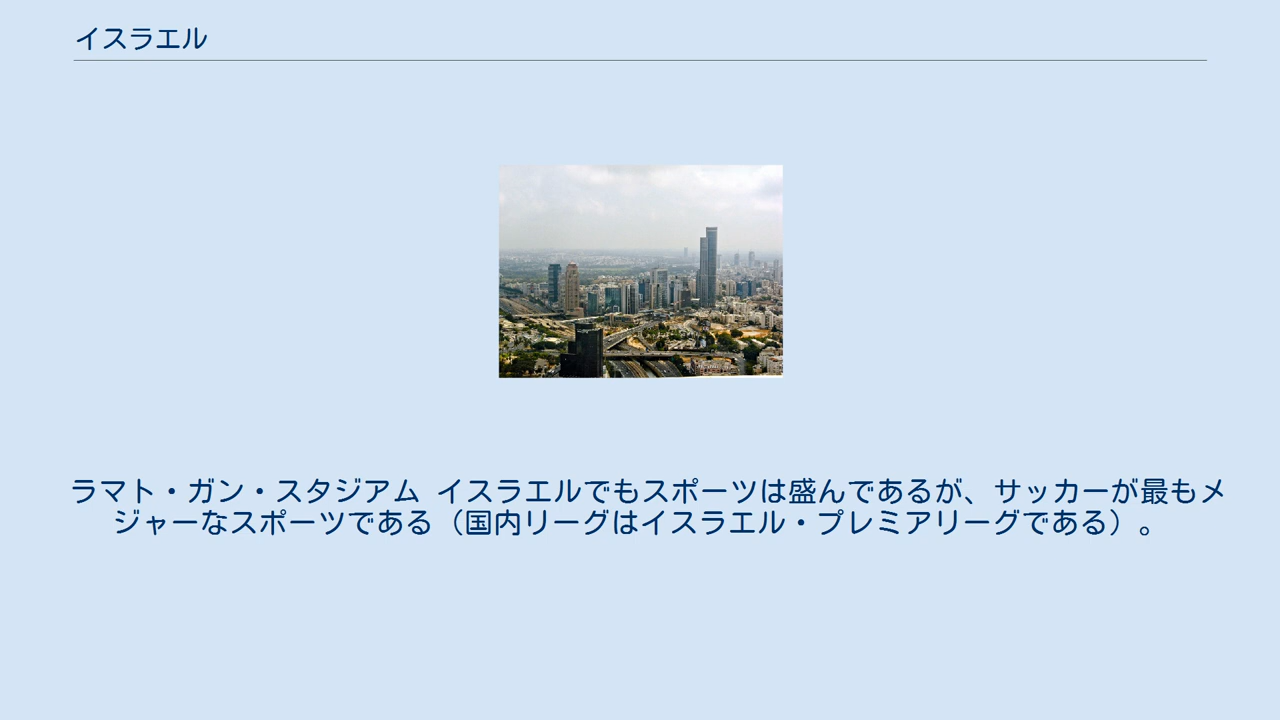 イスラエル
ラマト・ガン・スタジアム イスラエルでもスポーツは盛んであるが、サッカーが最もメ
ジャーなスポーツである（国内リーグはイスラエル・プレミアリーグである）。